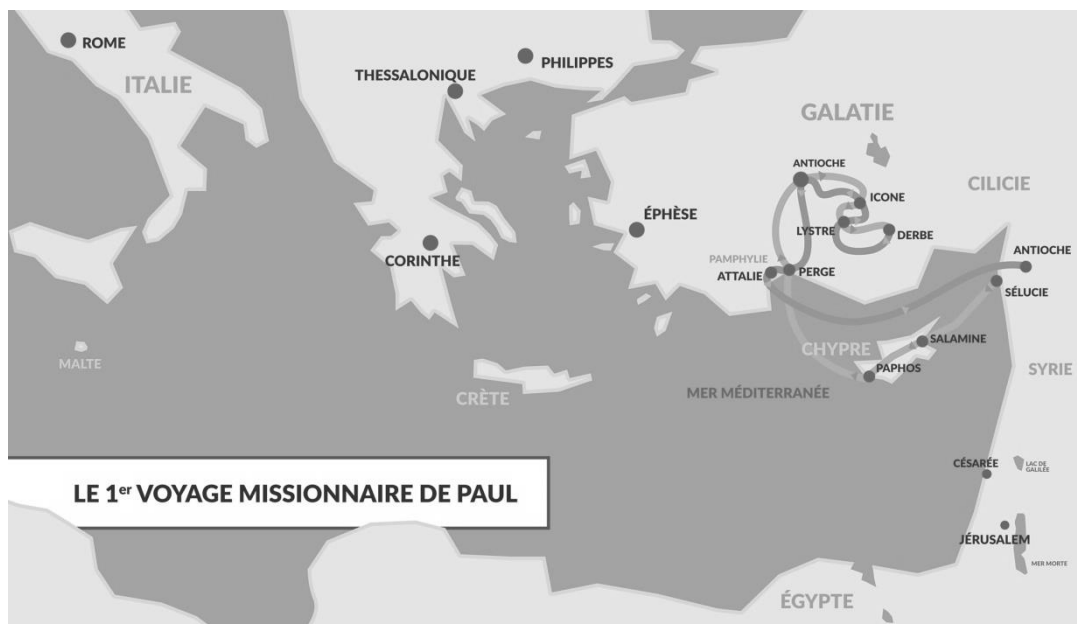 ROME
ITALIE
THESSALONIQUE
PHILIPPES
GALATIE
ANTIOCHE
ICONE
CILICIE
LYSTRE
DERBE
ÉPHÈSE
CORINTHE
PAMPHYLIE
ATTALIE
PERGE
ANTIOCHE
SÉLUCIE
SALAMINE
CHYPRE
PAPHOS
SYRIE
MALTE
CRÈTE
MER MÉDITERRANÉE
CÉSARÉE
LAC DE
GALILÉE
LE 1er VOYAGE MISSIONNAIRE DE PAUL
JÉRUSALEM
MER MORTE
ÉGYPTE